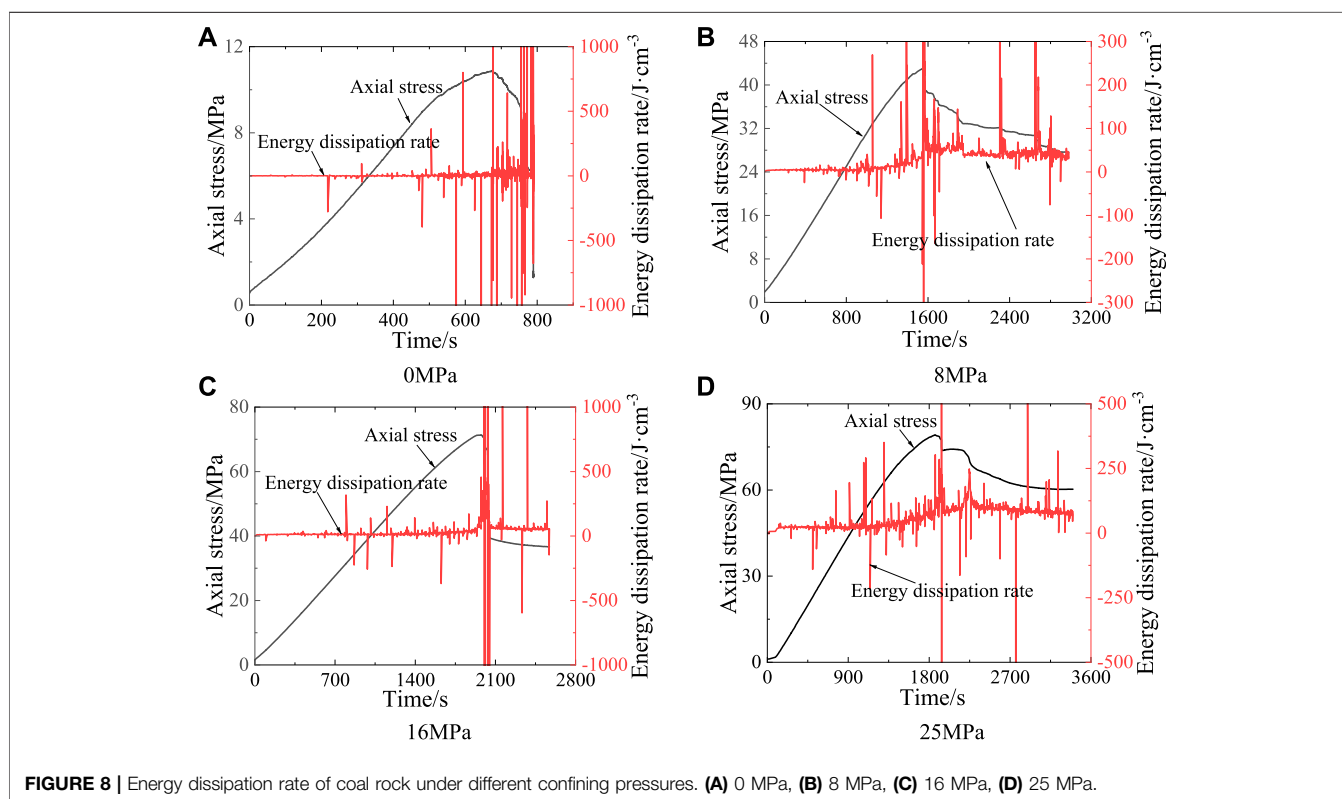 A
12
8
4
0
Axial stress/MPa
Axial stress
Energy dissipation rate
1000
500
0
-500
-1000
Energy dissipation rate/J·cm⁻³
0 200 400 600 800
Time/s
0MPa
B
48
42
36
30
24
18
12
6
0
Axial stress/MPa
Axial stress
Energy dissipation rate
300
200
100
0
-100
-200
-300
Energy dissipation rate/J·cm⁻³
0 800 1600 2400 3200
Time/s
8MPa
C
80
60
40
20
0
Axial stress/MPa
Axial stress
Energy dissipation rate
1000
500
0
-500
-1000
Energy dissipation rate/J·cm⁻³
0 700 1400 2100 2800
Time/s
16MPa
D
90
60
30
0
Axial stress/MPa
Axial stress
Energy dissipation rate
500
250
0
-250
-500
Energy dissipation rate/J·cm⁻³
0 900 1800 2700 3600
Time/s
25MPa
FIGURE 8 | Energy dissipation rate of coal rock under different confining pressures. (A) 0 MPa, (B) 8 MPa, (C) 16 MPa, (D) 25 MPa.